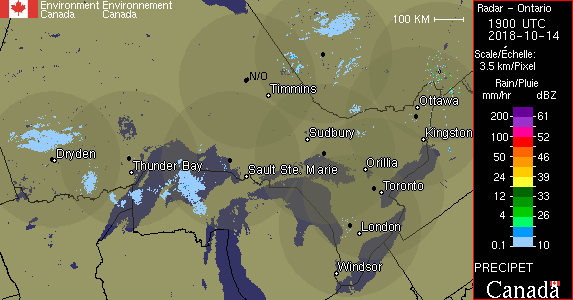 Environment Environnement
Canada Canada
100 KM
N/O
Timmins
Ottawa
Sudbury
Kingston
Dryden
Thunder Bay
Sault Ste. Marie
Orillia
Toronto
London
Windsor
Radar - Ontario
1900 UTC
2018-10-14
Scale/Échelle:
3.5 km/Pixel
Rain/Pluie
mm/hr dBZ
200 61
100 52
50 46
24 39
12 33
4 26
0.1 10
PRECIPET
Canada